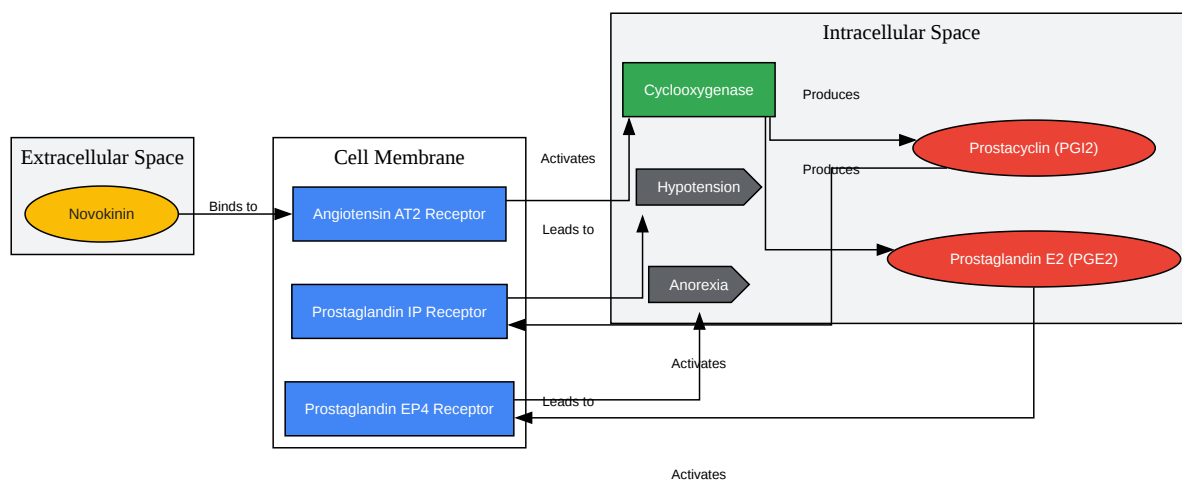 Intracellular Space
Cyclooxygenase
Produces
Extracellular Space
Cell Membrane
Activates
Prostacyclin (PGI2)
Produces
Hypotension
Novokinin
Binds to
Angiotensin AT2 Receptor
Leads to
Prostaglandin E2 (PGE2)
Anorexia
Prostaglandin IP Receptor
Activates
Prostaglandin EP4 Receptor
Leads to
Activates